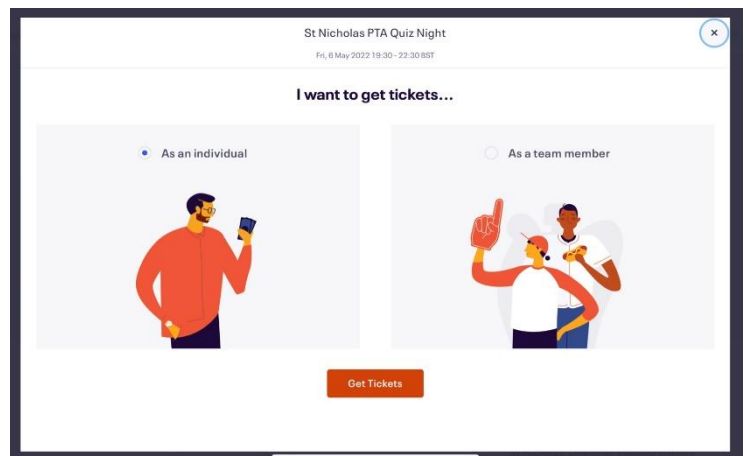 St Nicholas PTA Quiz Night
Fri, 6 May 2022 19:30 - 22:30 BST
I want to get tickets...
As an individual
As a team member
Get Tickets